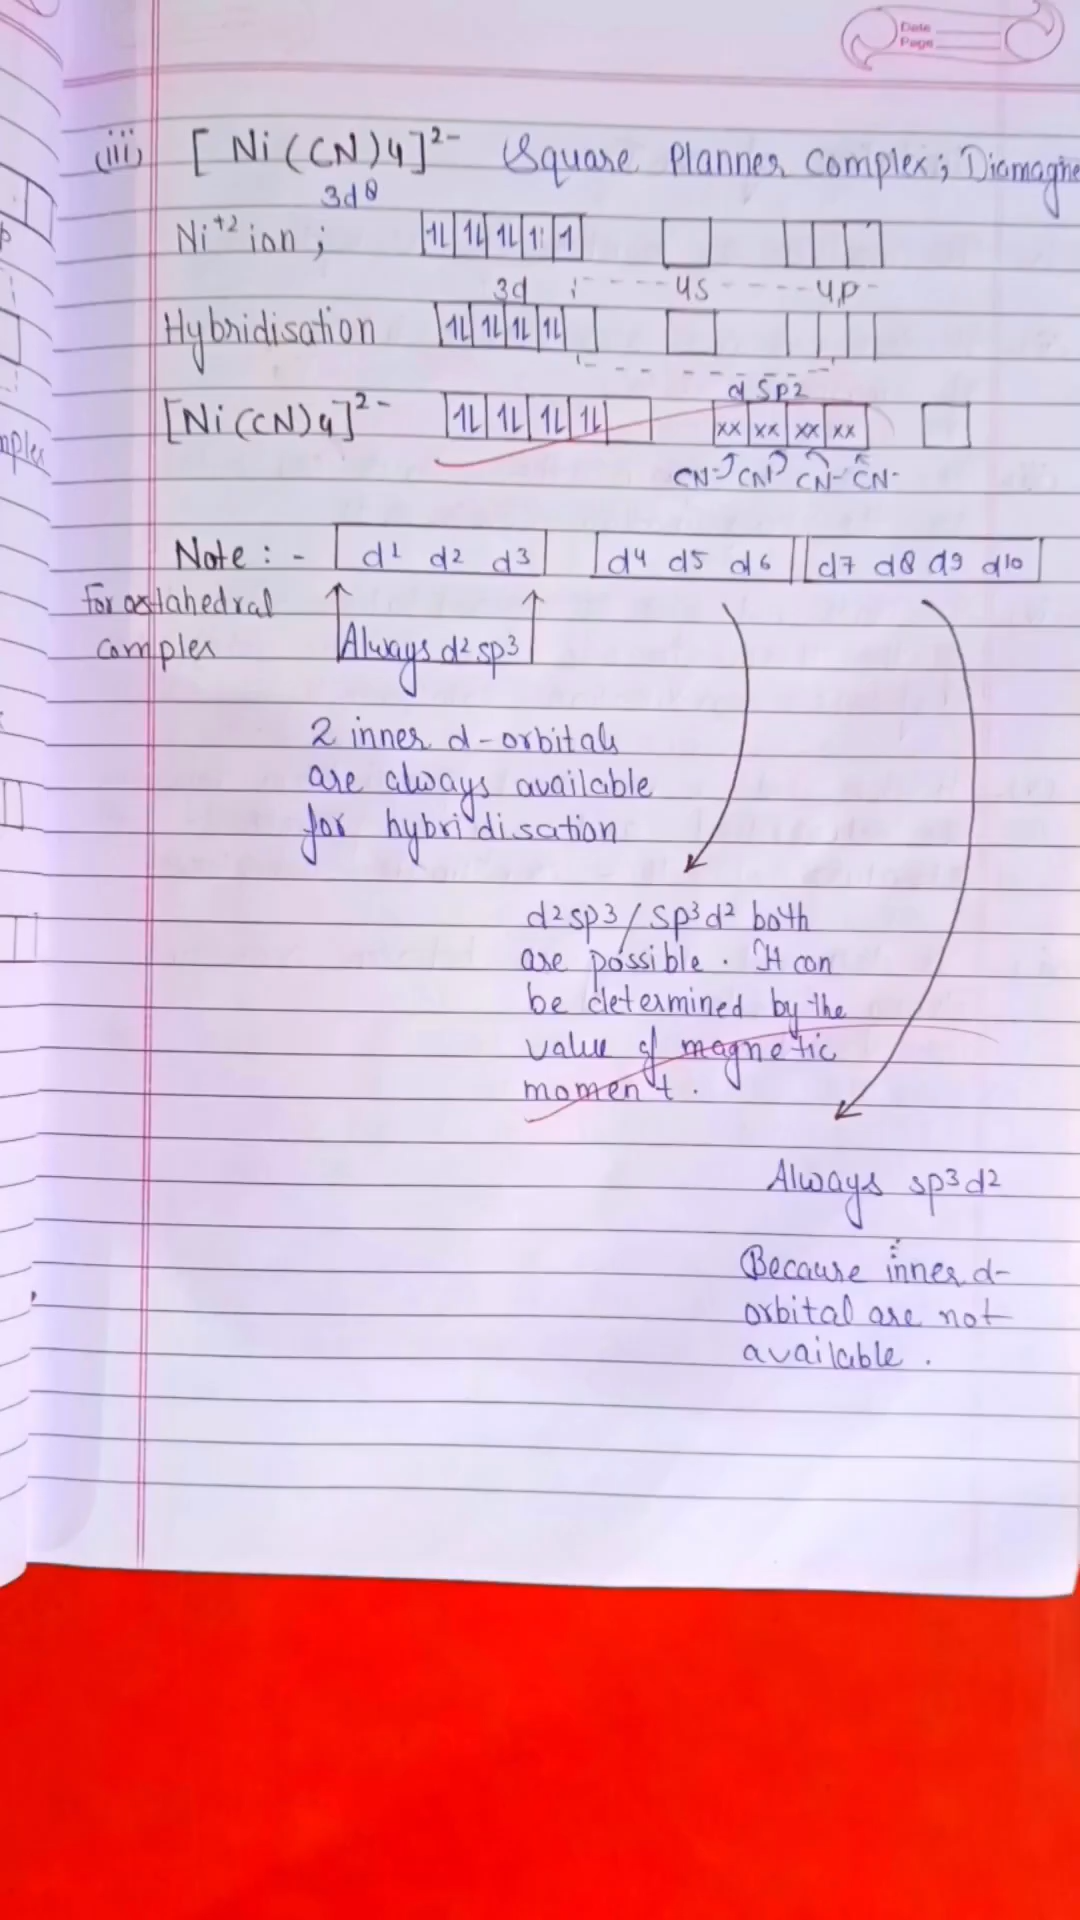 Date
Page
(iii) [Ni(CN)4]2- Square Planner Complex; Diamagne
3d8
Ni+2 ion ; 1L 1L 1L 1: 1
3d 4s 4p
Hybridisation 1L 1L 1L 1L
dsp2
[Ni(CN)4]2- 1L 1L 1L 1L xx xx xx xx
CN- CN CN- CN-
Note : - d1 d2 d3 d4 d5 d6 d7 d8 d9 d10
For octahedral
complex
Always d2sp3
2 inner d-orbitals
are always available
for hybridisation
d2sp3/sp3d2 both
are possible. It can
be determined by the
value of magnetic
moment.
Always sp3d2
Because inner d-
orbital are not
available.